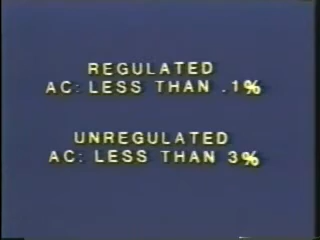 REGULATED
AC: LESS THAN .1%
UNREGULATED
AC: LESS THAN 3%